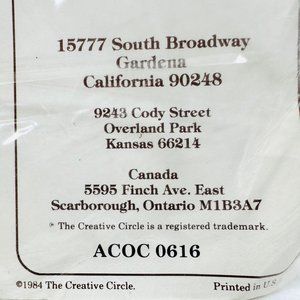 15777 South Broadway
Gardena
California 90248
9243 Cody Street
Overland Park
Kansas 66214
Canada
5595 Finch Ave. East
Scarborough, Ontario M1B3A7
* The Creative Circle is a registered trademark.
ACOC 0616
©1984 The Creative Circle.
Printed in U.S.